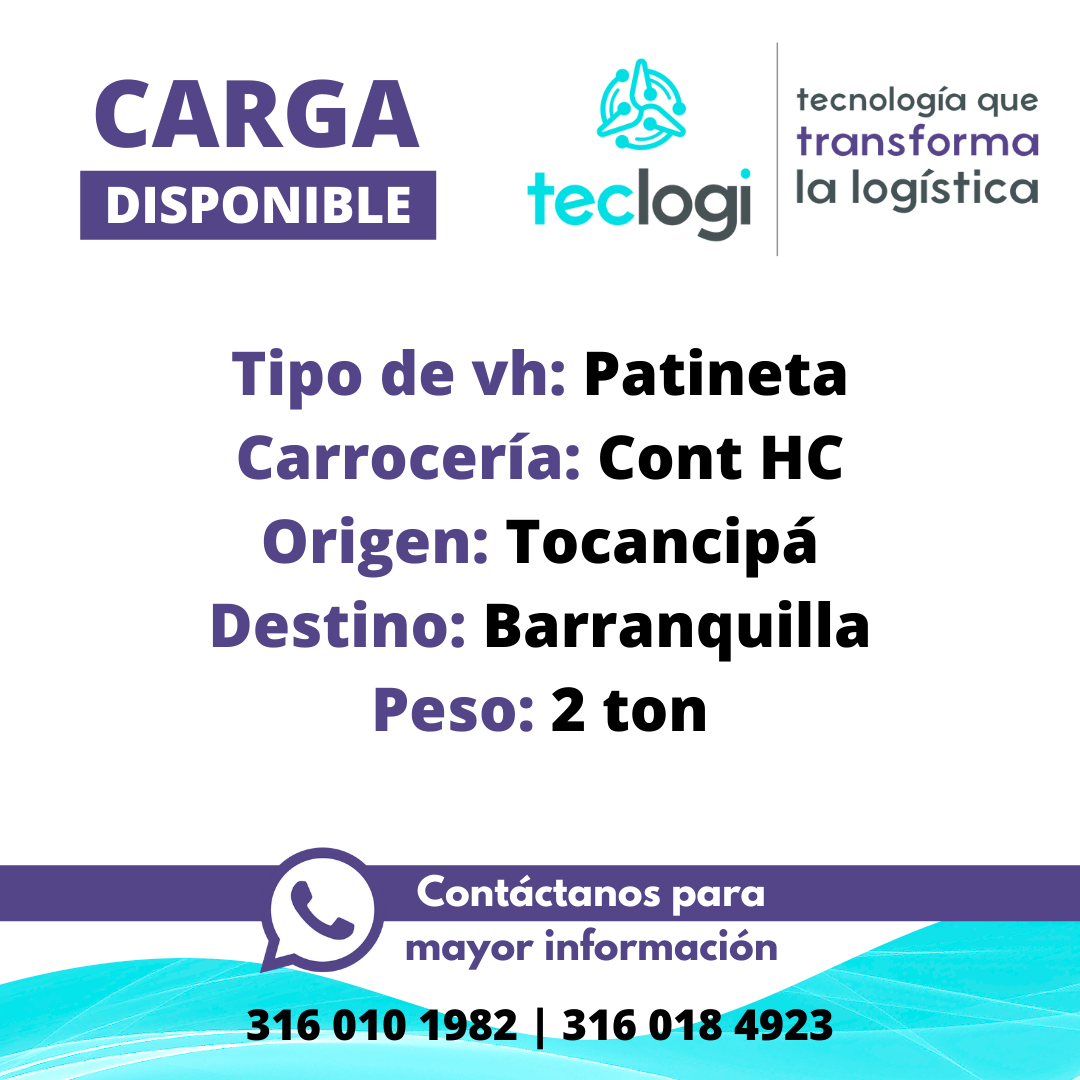 CARGA
DISPONIBLE
teclogi
tecnología que
transforma
la logística
Tipo de vh: Patineta
Carrocería: Cont HC
Origen: Tocancipá
Destino: Barranquilla
Peso: 2 ton
Contáctanos para
mayor información
316 010 1982 | 316 018 4923